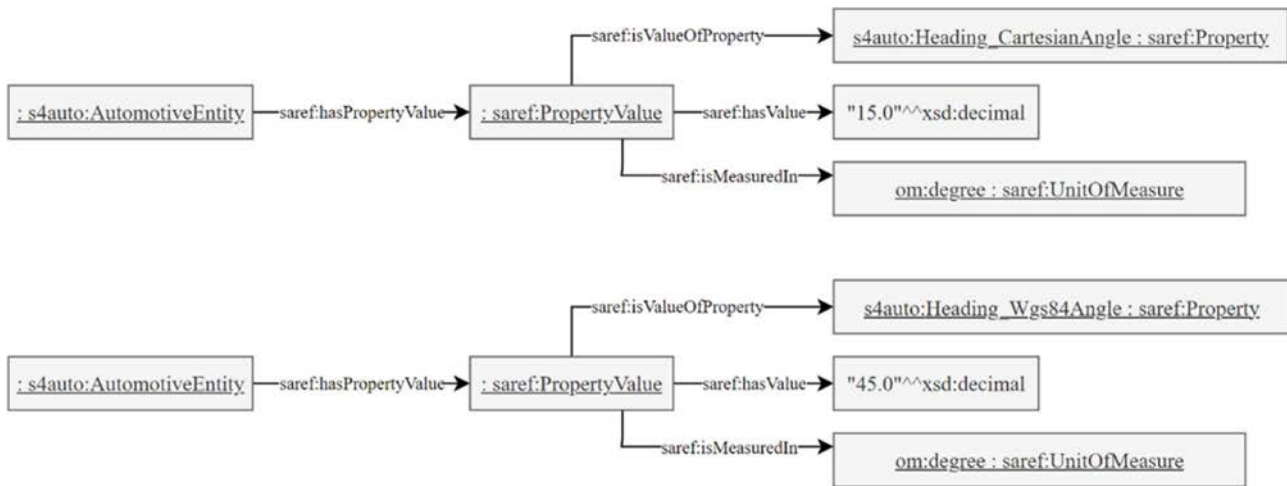 saref:isValueOfProperty
s4auto:Heading_CartesianAngle : saref:Property
: s4auto:AutomotiveEntity
saref:hasPropertyValue
: saref:PropertyValue
saref:hasValue
"15.0"^^xsd:decimal
saref:isMeasuredIn
om:degree : saref:UnitOfMeasure
saref:isValueOfProperty
s4auto:Heading_Wgs84Angle : saref:Property
: s4auto:AutomotiveEntity
saref:hasPropertyValue
: saref:PropertyValue
saref:hasValue
"45.0"^^xsd:decimal
saref:isMeasuredIn
om:degree : saref:UnitOfMeasure